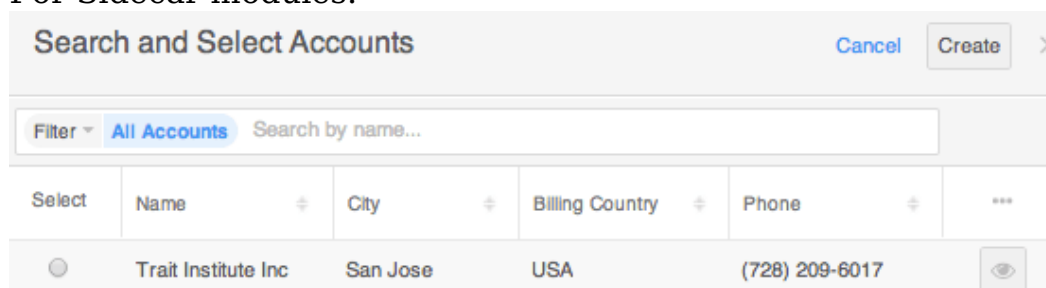 For Sidecar modules:
Search and Select Accounts Cancel Create
Filter All Accounts Search by name...
Select Name City Billing Country Phone
Trait Institute Inc San Jose USA (728) 209-6017